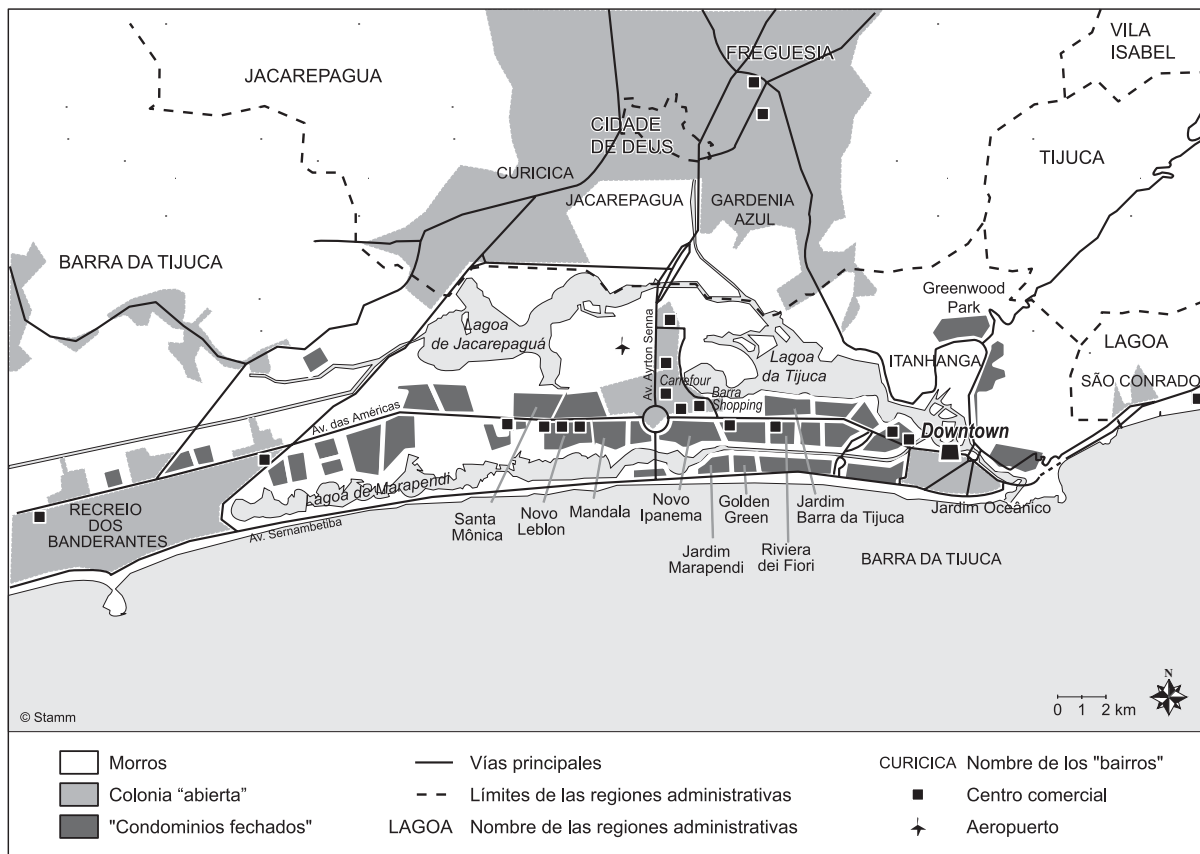 JACAREPAGUA
FREGUESIA
VILA
ISABEL
CIDADE
DE DEUS
TIJUCA
CURICICA
JACAREPAGUA
GARDENIA
AZUL
BARRA DA TIJUCA
Greenwood
Park
Lagoa
de Jacarepaguá
Av. Ayrton Senna
Lagoa
da Tijuca
ITANHANGA
LAGOA
SÃO CONRADO
Carrefour
Barra
Shopping
Av. das Américas
Downtown
Lagoa de Marapendi
RECREIO
DOS
BANDERANTES
Av. Sernambetiba
Santa
Mônica
Novo
Leblon
Mandala
Novo
Ipanema
Jardim
Marapendi
Golden
Green
Riviera
dei Fiori
Jardim
Barra da Tijuca
Jardim Oceânico
BARRA DA TIJUCA
N
0 1 2 km
© Stamm
Morros
Colonia “abierta”
"Condominios fechados"
Vías principales
Límites de las regiones administrativas
LAGOA Nombre de las regiones administrativas
CURICICA Nombre de los "bairros"
Centro comercial
Aeropuerto